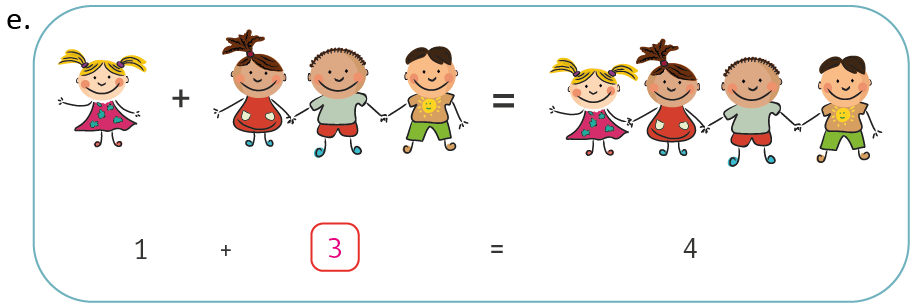 e.
+ =
1 + 3 = 4